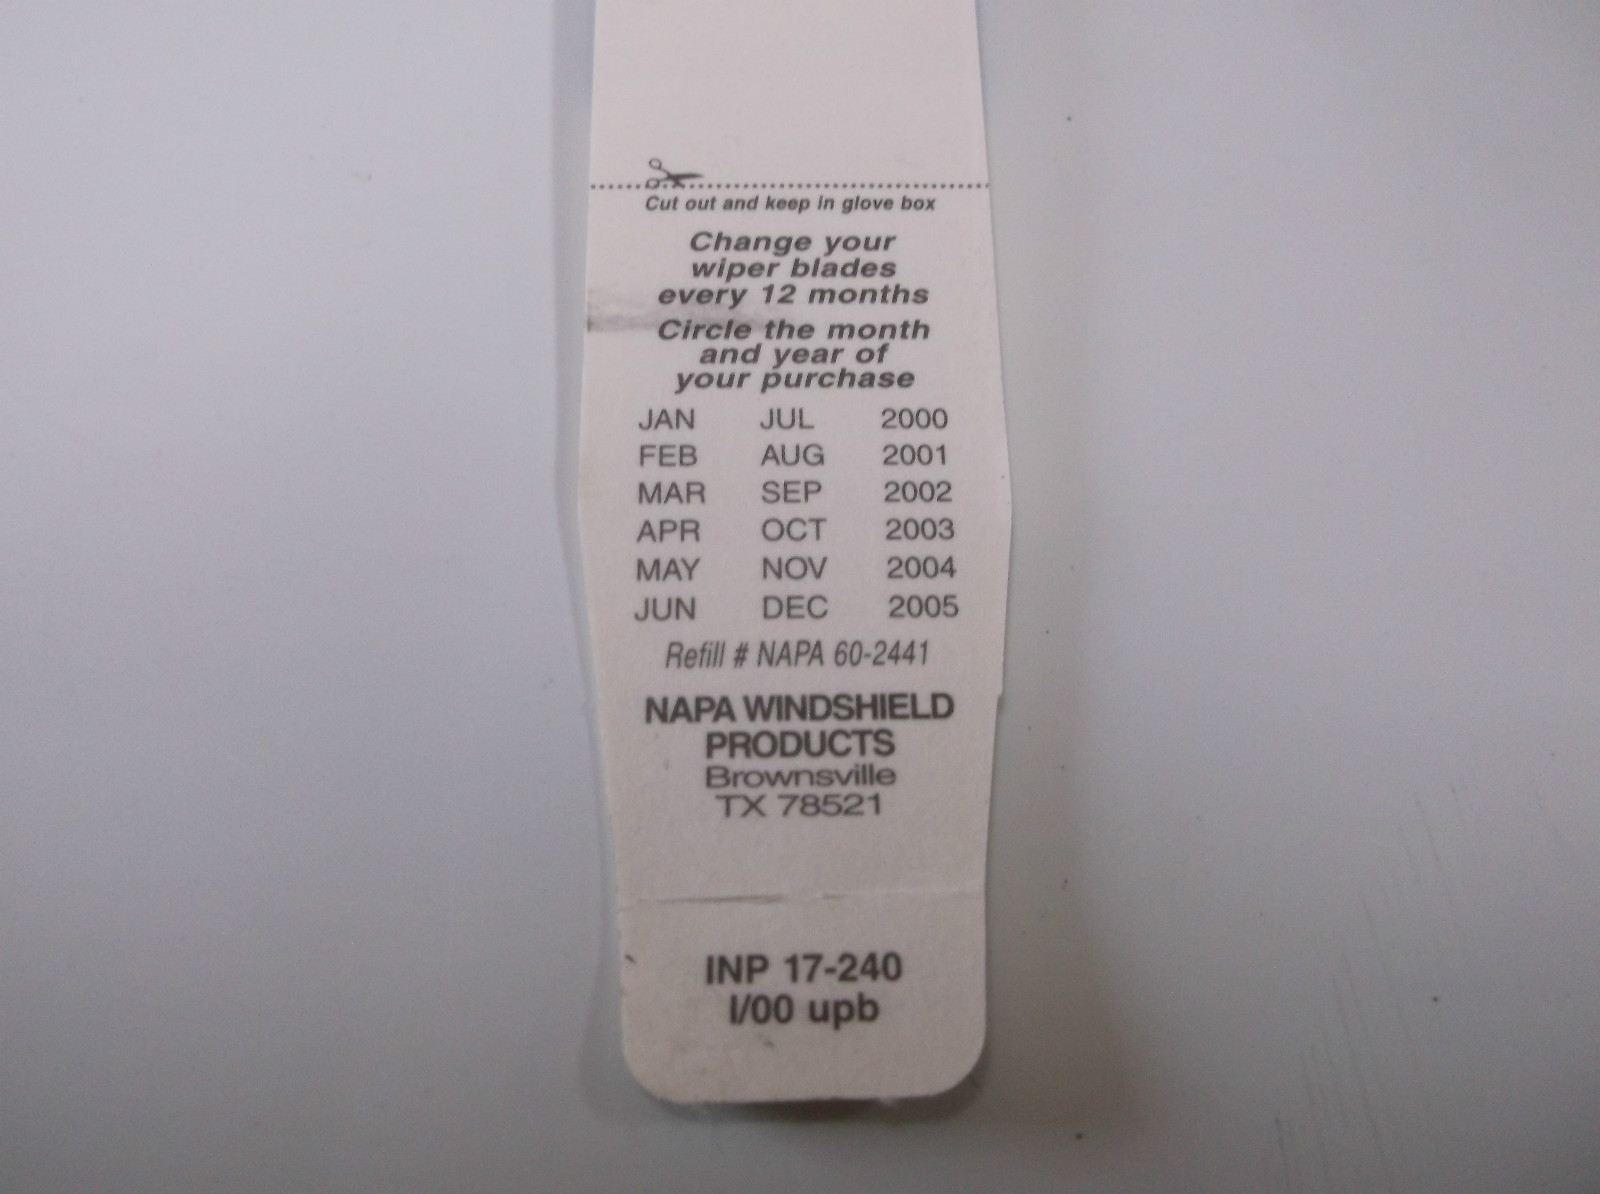 Cut out and keep in glove box
Change your
wiper blades
every 12 months
Circle the month
and year of
your purchase
JAN JUL 2000
FEB AUG 2001
MAR SEP 2002
APR OCT 2003
MAY NOV 2004
JUN DEC 2005
Refill # NAPA 60-2441
NAPA WINDSHIELD
PRODUCTS
Brownsville
TX 78521
INP 17-240
I/00 upb